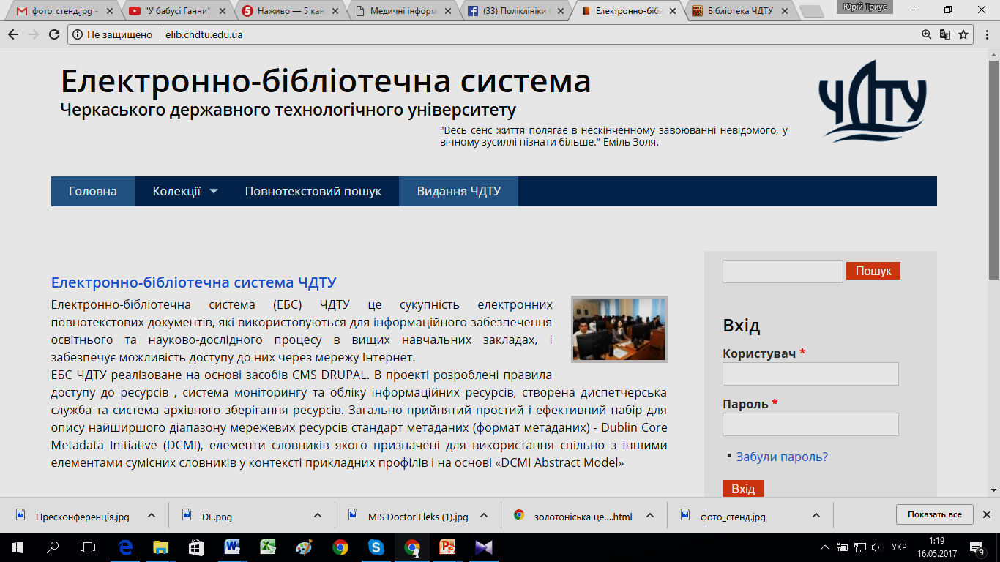 фото_стенд.jpg -
"У бабусі Ганни"
Наживо — 5 кан
Медичні інформ
(33) Поліклініки
Електронно-бібл
Бібліотека ЧДТУ
Юрій Триус
Не защищено
elib.chdtu.edu.ua
Електронно-бібліотечна система
Черкаського державного технологічного університету
"Весь сенс життя полягає в нескінченному завоюванні невідомого, у
вічному зусиллі пізнати більше." Еміль Золя.
ЧДТУ
Головна
Колекції
Повнотекстовий пошук
Видання ЧДТУ
Електронно-бібліотечна система ЧДТУ
Електронно-бібліотечна система (ЕБС) ЧДТУ це сукупність електронних
повнотекстових документів, які використовуються для інформаційного забезпечення
освітнього та науково-дослідного процесу в вищих навчальних закладах, і
забезпечує можливість доступу до них через мережу Інтернет.
ЕБС ЧДТУ реалізоване на основі засобів CMS DRUPAL. В проекті розроблені правила
доступу до ресурсів , система моніторингу та обліку інформаційних ресурсів, створена диспетчерська
служба та система архівного зберігання ресурсів. Загально прийнятий простий і ефективний набір для
опису найширшого діапазону мережевих ресурсів стандарт метаданих (формат метаданих) - Dublin Core
Metadata Initiative (DCMI), елементи словників якого призначені для використання спільно з іншими
елементами сумісних словників у контексті прикладних профілів і на основі «DCMI Abstract Model»
Пошук
Вхід
Користувач *
Пароль *
Забули пароль?
Вхід
Пресконференція.jpg
DE.png
MIS Doctor Eleks (1).jpg
золотоніська це....html
фото_стенд.jpg
Показать все
УКР
1:19
16.05.2017
9